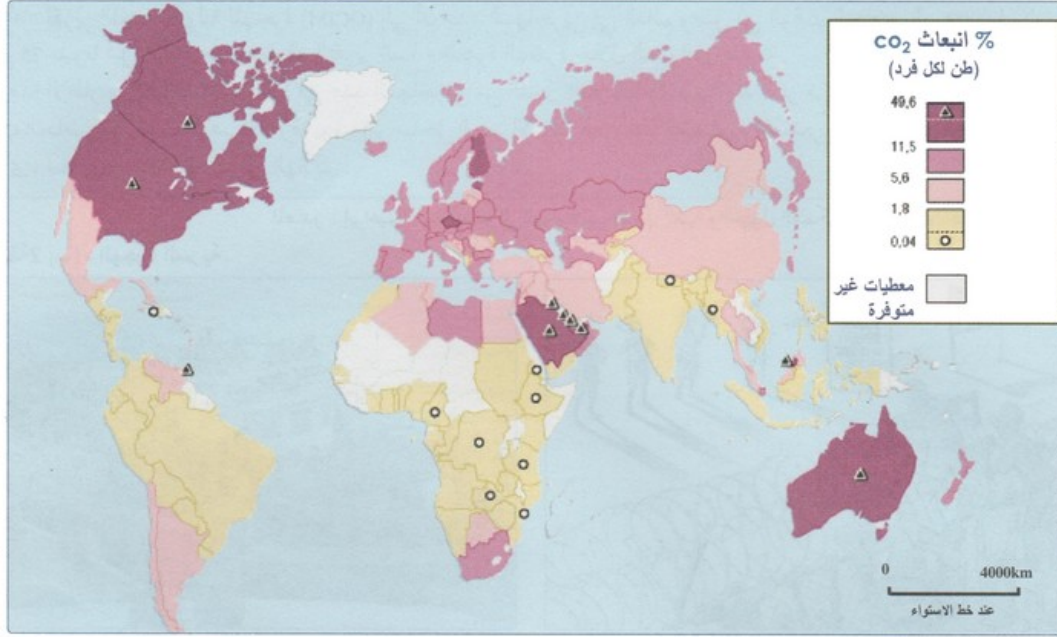 % انبعاث CO₂
(طن لكل فرد)
49,6
11,5
5,6
1,8
0,04
معطيات غير
متوفرة
0 4000km
عند خط الاستواء